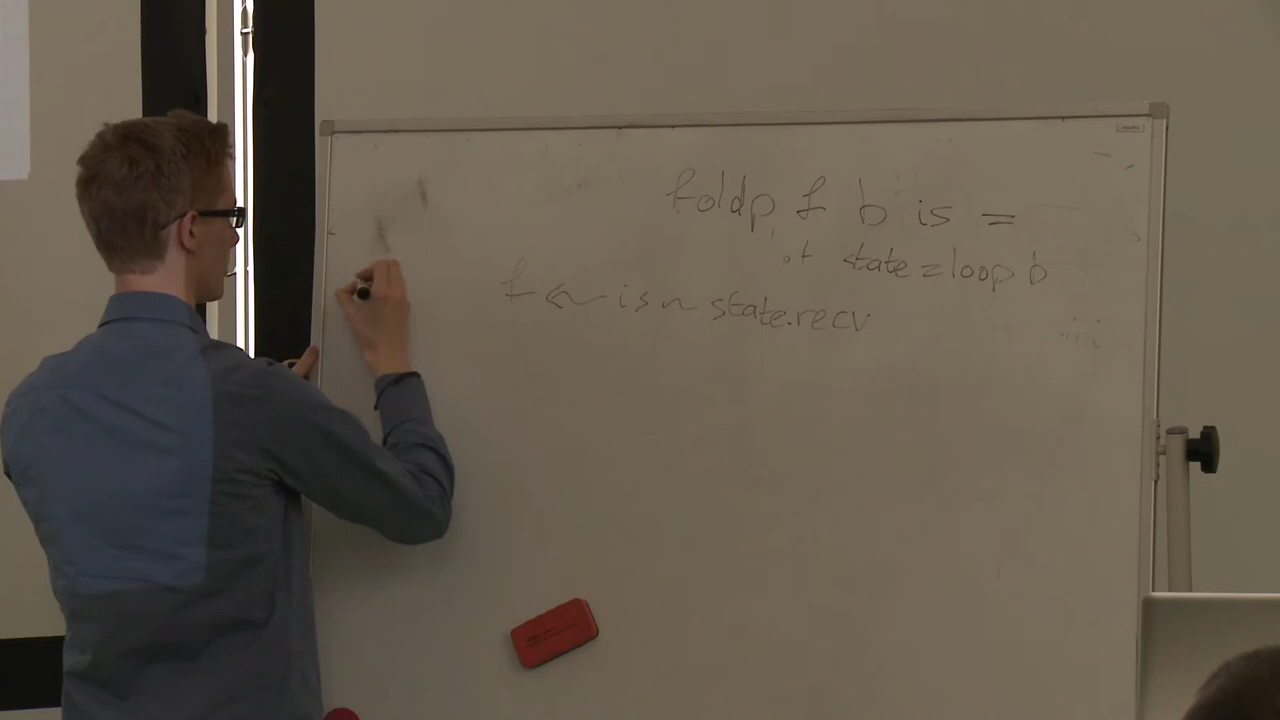 foldp f b is =
state = loop b
f <~ is ~ state.recv